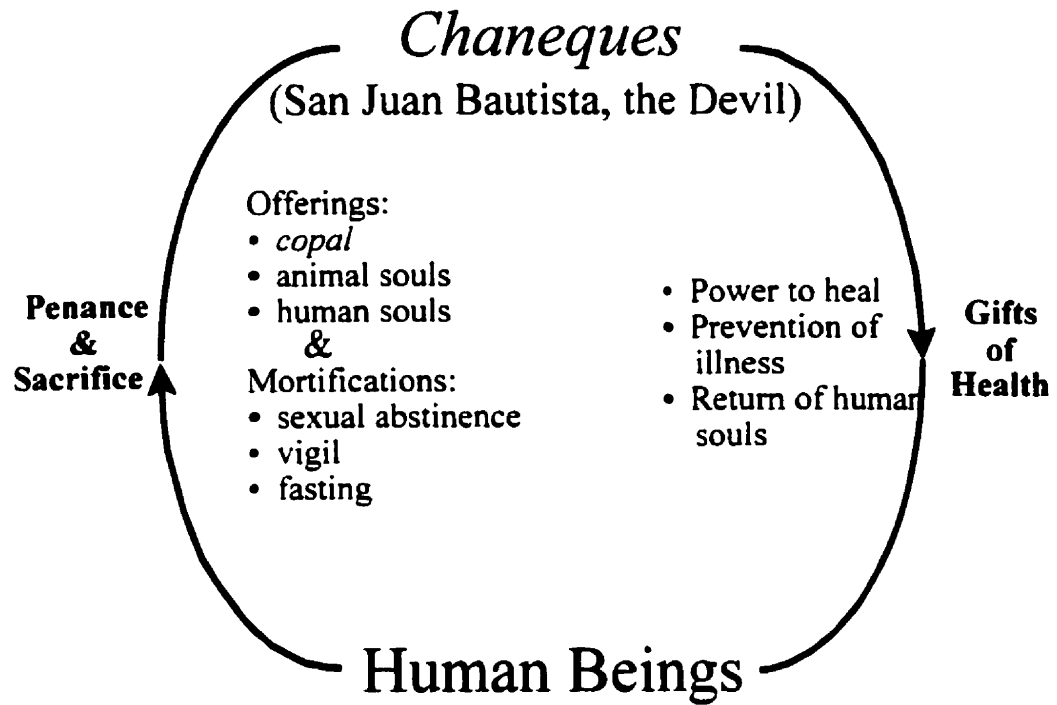 Chaneques
(San Juan Bautista, the Devil)
Penance
&
Sacrifice
Offerings:
• copal
• animal souls
• human souls
&
Mortifications:
• sexual abstinence
• vigil
• fasting
• Power to heal
• Prevention of
illness
• Return of human
souls
Gifts
of
Health
Human Beings